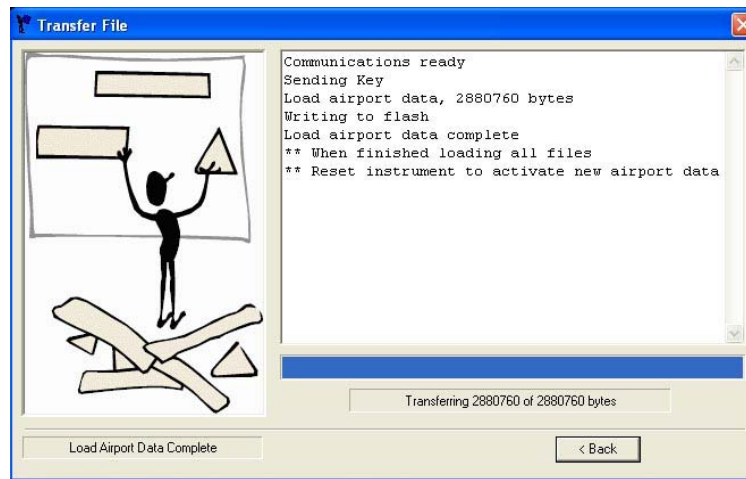 Transfer File
Communications ready
Sending Key
Load airport data, 2880760 bytes
Writing to flash
Load airport data complete
** When finished loading all files
** Reset instrument to activate new airport data
Transferring 2880760 of 2880760 bytes
Load Airport Data Complete
< Back